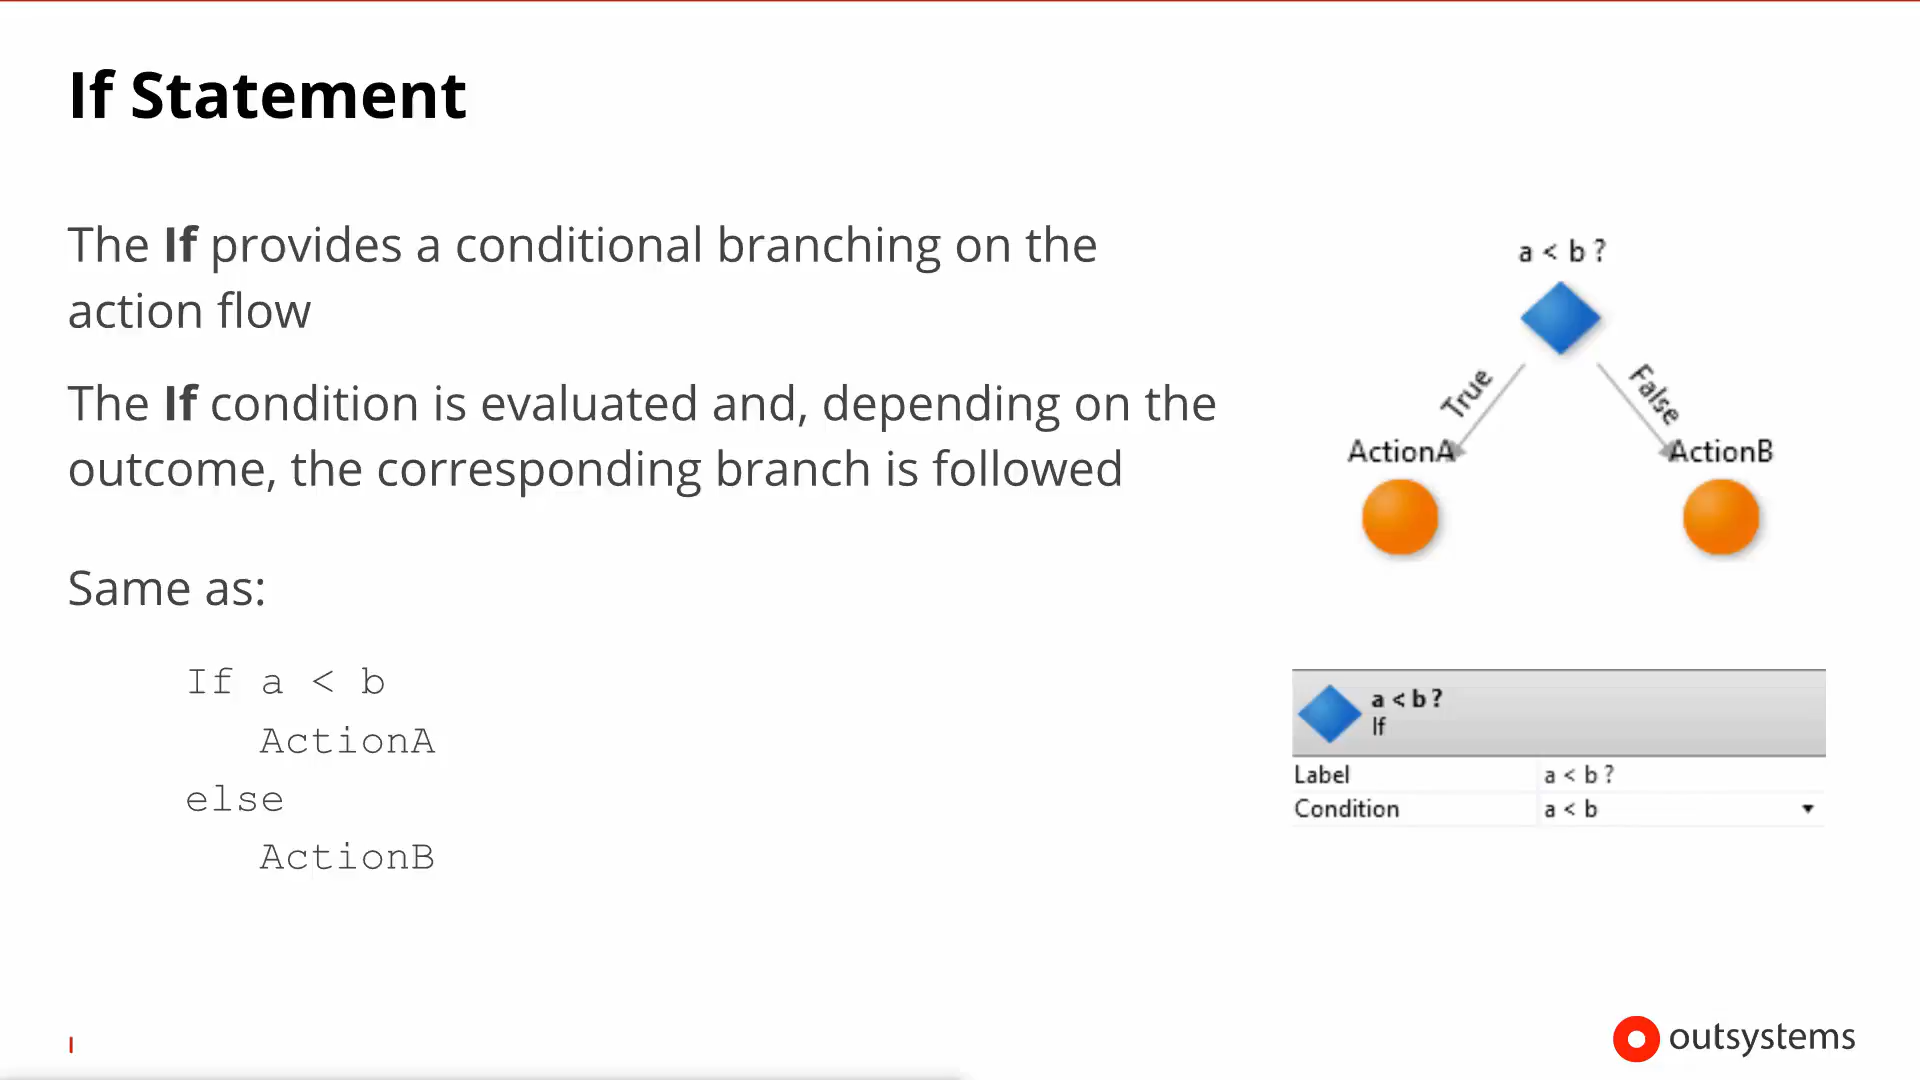 If Statement
The If provides a conditional branching on the
action flow
The If condition is evaluated and, depending on the
outcome, the corresponding branch is followed
Same as:
If a < b
ActionA
else
ActionB
a < b ?
True
False
ActionA
ActionB
a < b ?
If
Label a < b ?
Condition a < b
outsystems